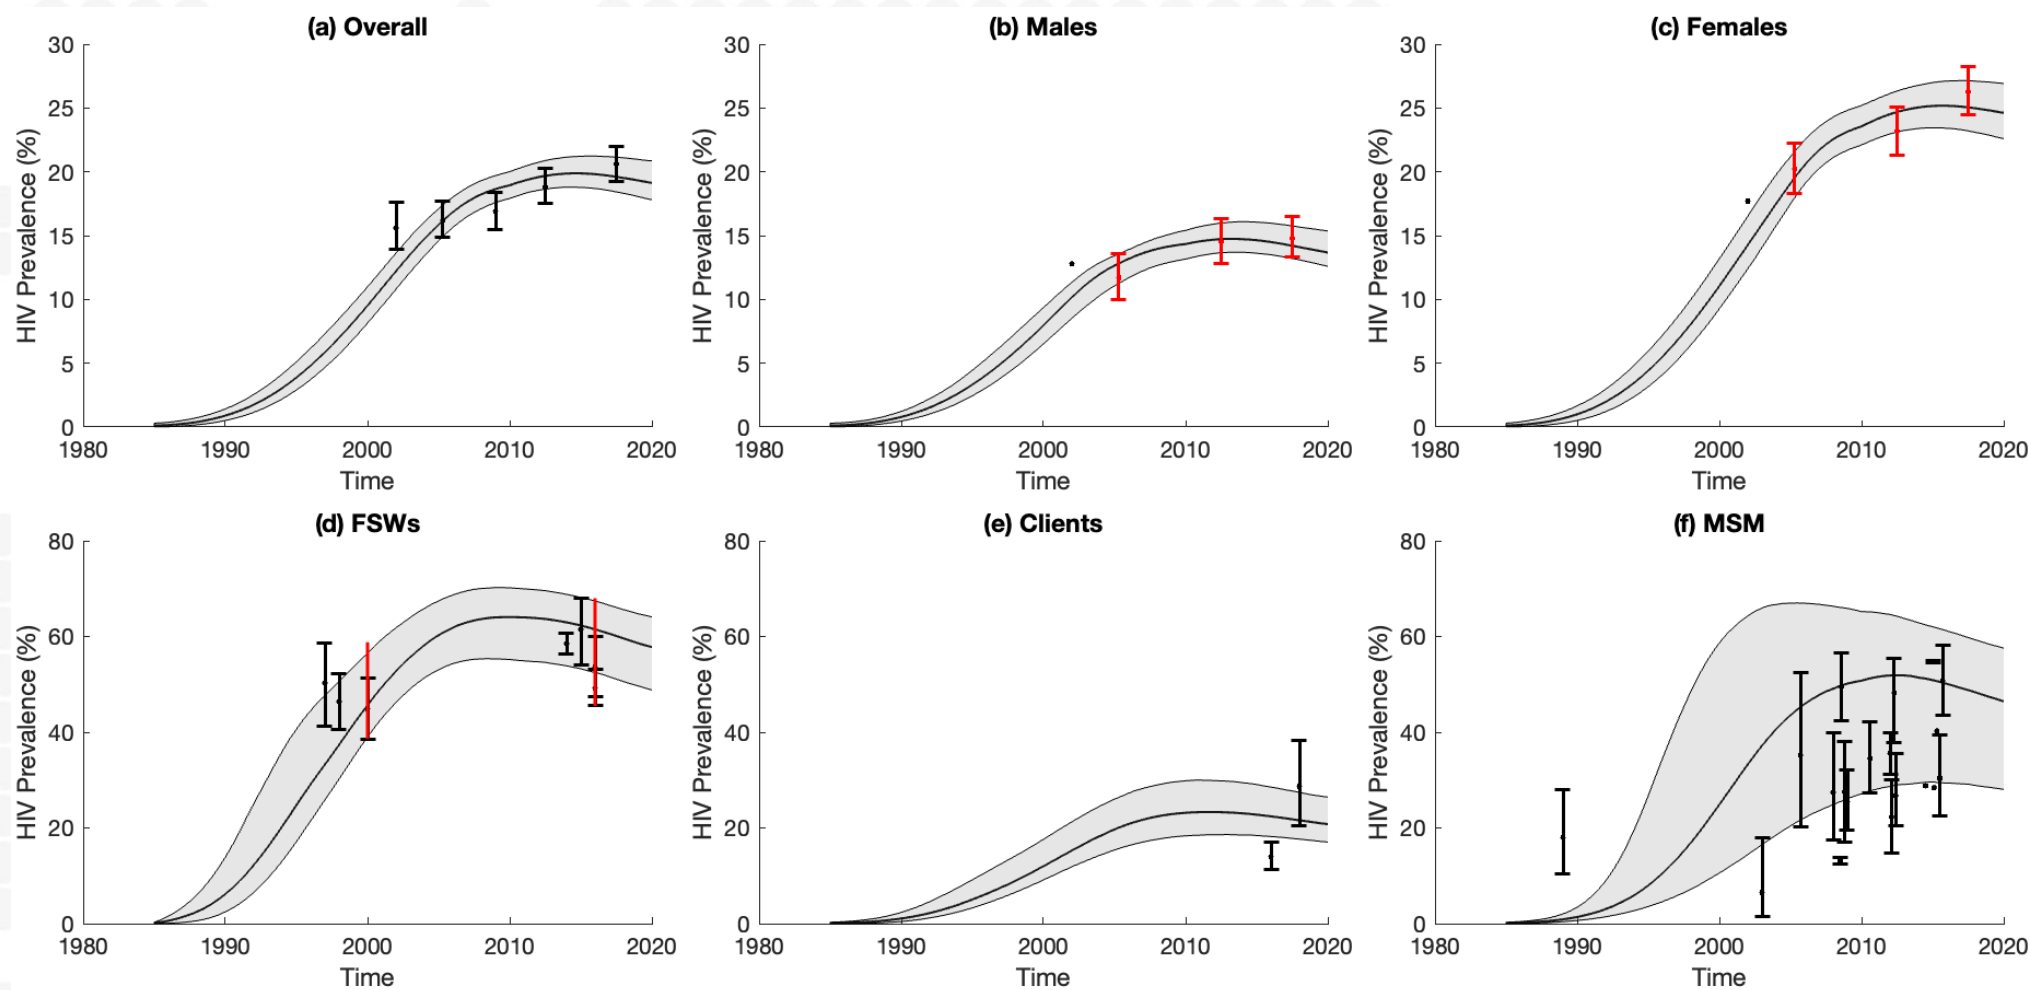 (a) Overall
30
25
20
15
10
5
0
HIV Prevalence (%)
1980 1990 2000 2010 2020
Time
(b) Males
30
25
20
15
10
5
0
HIV Prevalence (%)
1980 1990 2000 2010 2020
Time
(c) Females
30
25
20
15
10
5
0
HIV Prevalence (%)
1980 1990 2000 2010 2020
Time
(d) FSWs
80
60
40
20
0
HIV Prevalence (%)
1980 1990 2000 2010 2020
Time
(e) Clients
80
60
40
20
0
HIV Prevalence (%)
1980 1990 2000 2010 2020
Time
(f) MSM
80
60
40
20
0
HIV Prevalence (%)
1980 1990 2000 2010 2020
Time